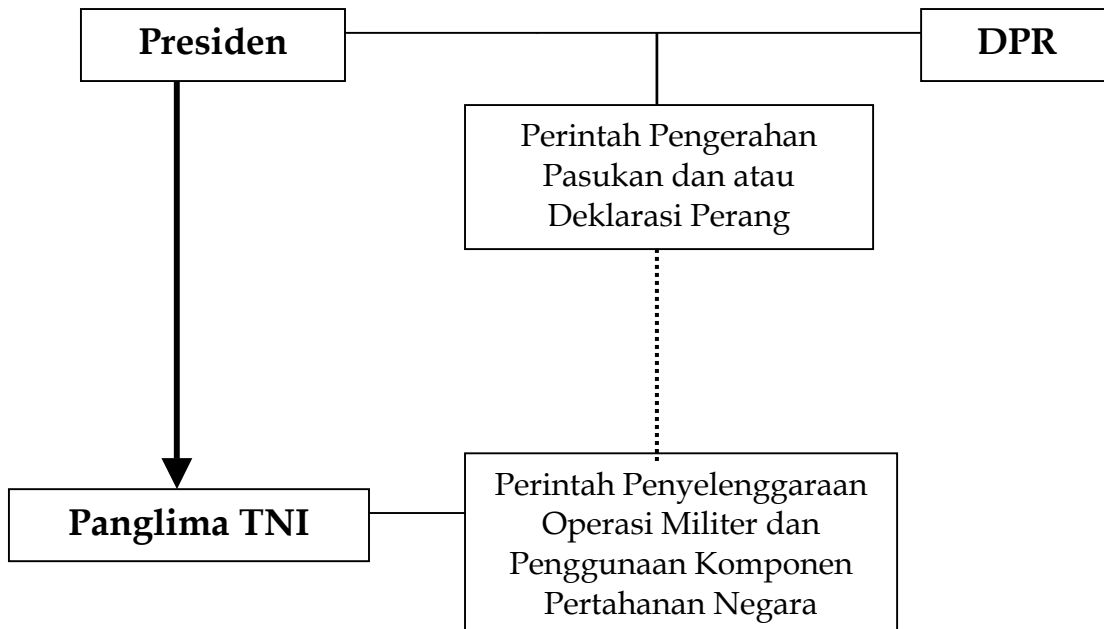 Presiden
DPR
Perintah Pengerahan
Pasukan dan atau
Deklarasi Perang
Panglima TNI
Perintah Penyelenggaraan
Operasi Militer dan
Penggunaan Komponen
Pertahanan Negara